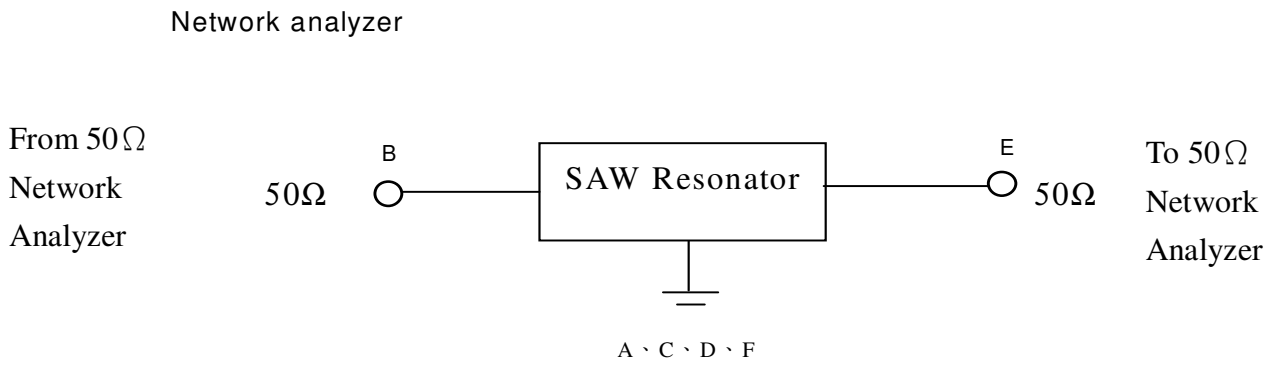 Network analyzer
From 50Ω
Network
Analyzer
50Ω
B
SAW Resonator
E
50Ω
To 50Ω
Network
Analyzer
A、C、D、F